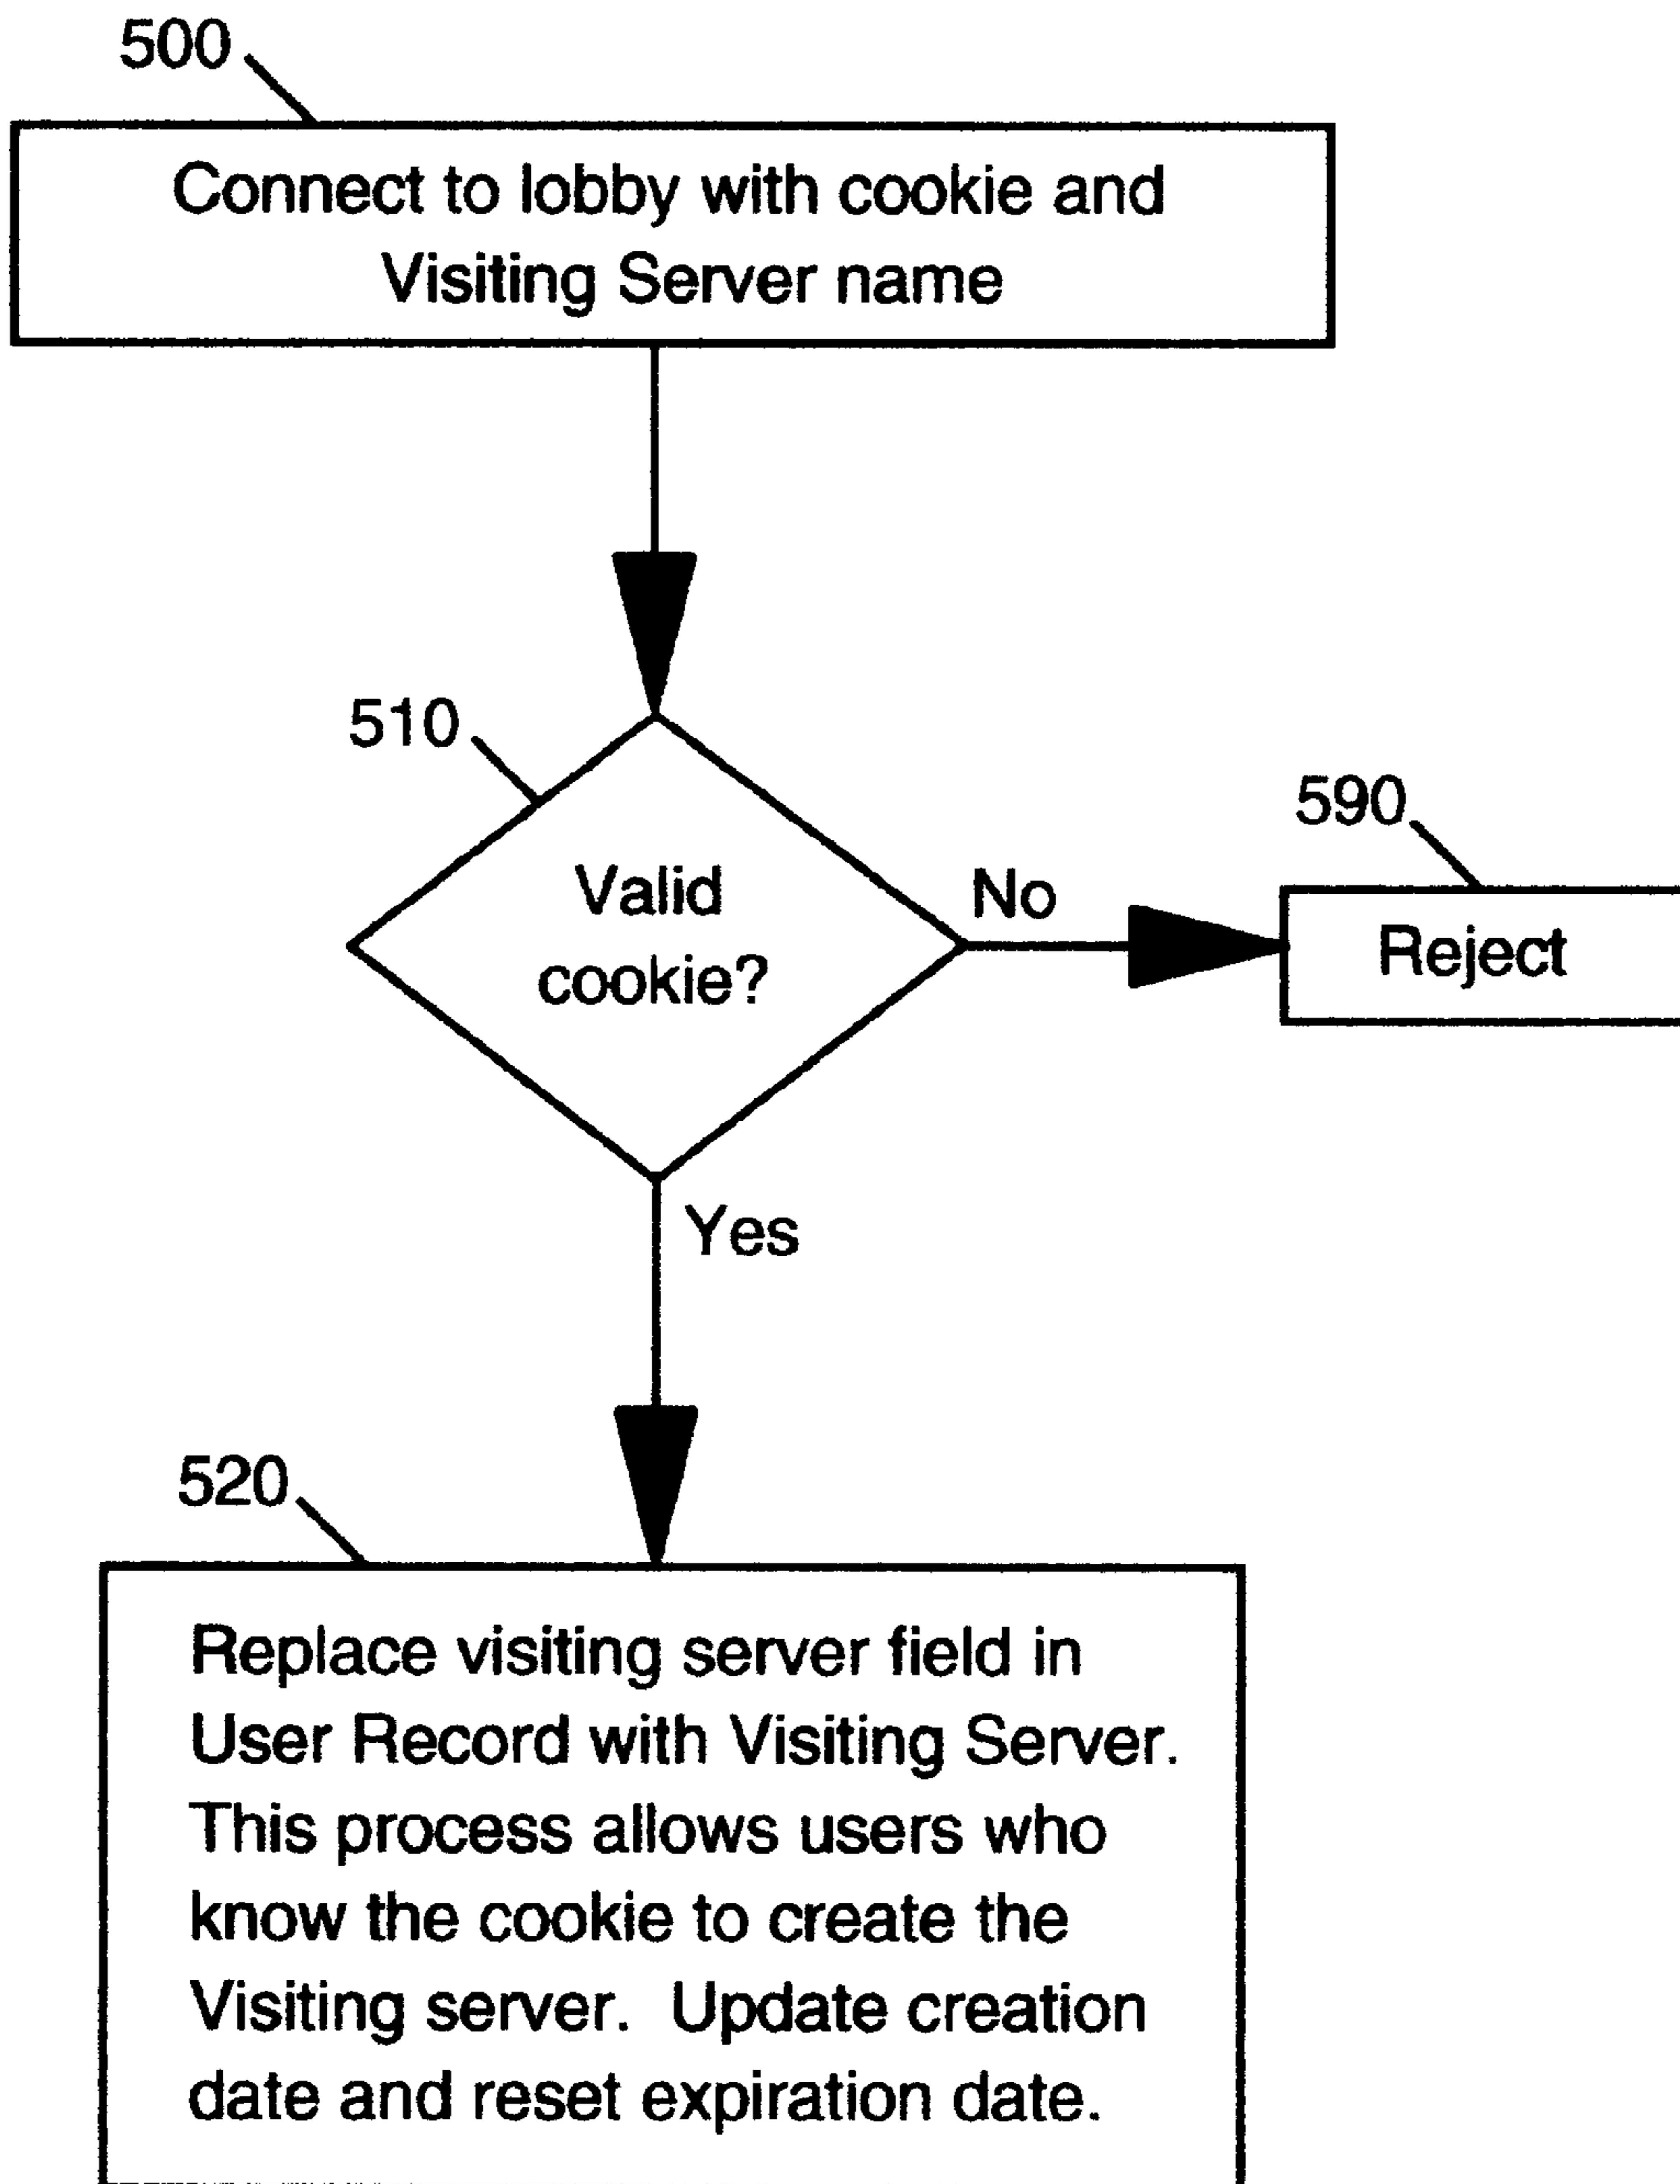 500
Connect to lobby with cookie and
Visiting Server name
510
Valid
cookie?
No
590
Reject
Yes
520
Replace visiting server field in
User Record with Visiting Server.
This process allows users who
know the cookie to create the
Visiting server. Update creation
date and reset expiration date.